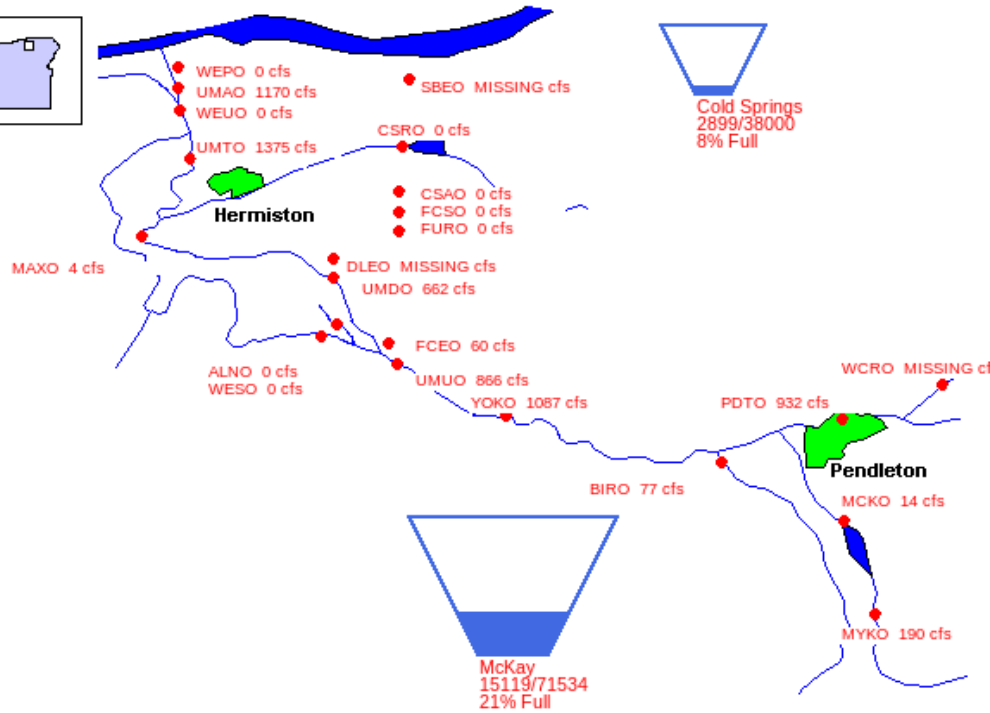 WEPO 0 cfs
UMAO 1170 cfs
WEUO 0 cfs
SBEO MISSING cfs
Cold Springs
2899/38000
8% Full
CSRO 0 cfs
UMTO 1375 cfs
CSAO 0 cfs
FCSO 0 cfs
FURO 0 cfs
Hermiston
MAXO 4 cfs
DLEO MISSING cfs
UMDO 662 cfs
FCEO 60 cfs
ALNO 0 cfs
WESO 0 cfs
UMUO 866 cfs
YOKO 1087 cfs
WCRO MISSING cf
PDTO 932 cfs
Pendleton
BIRO 77 cfs
MCKO 14 cfs
MYKO 190 cfs
McKay
15119/71534
21% Full